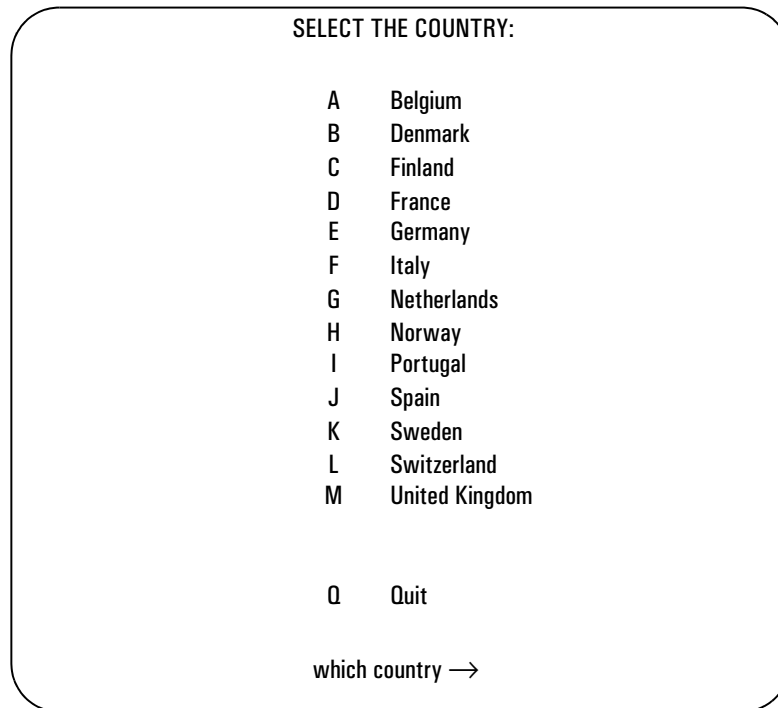 SELECT THE COUNTRY:
A Belgium
B Denmark
C Finland
D France
E Germany
F Italy
G Netherlands
H Norway
I Portugal
J Spain
K Sweden
L Switzerland
M United Kingdom
Q Quit
which country →